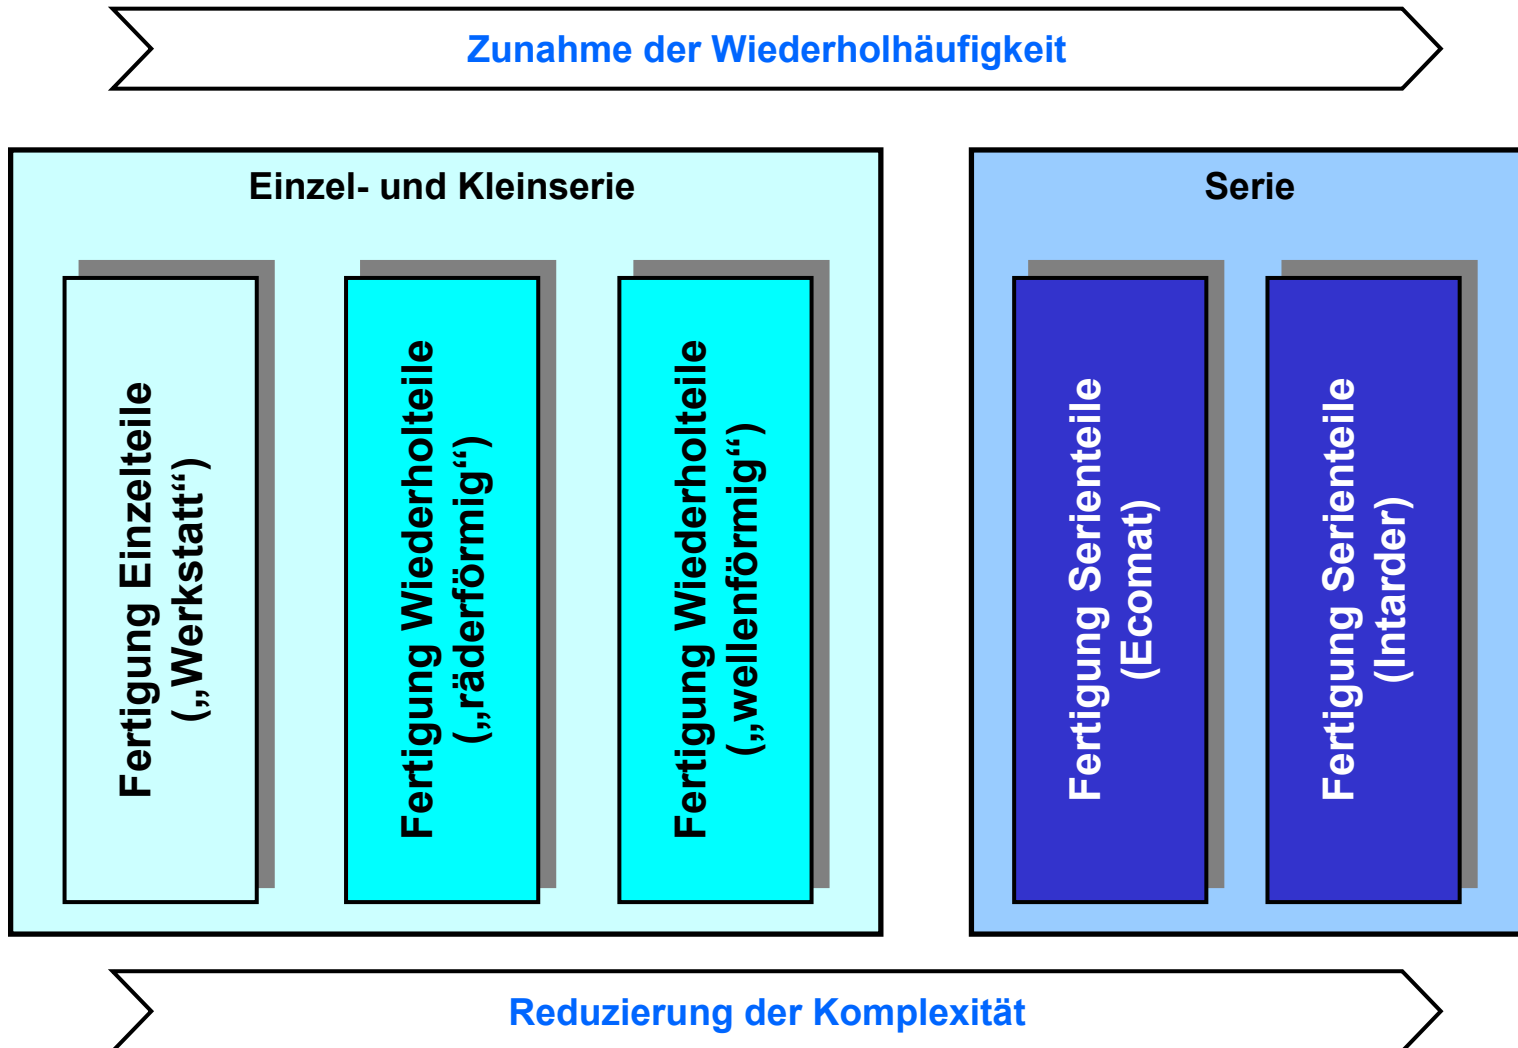 Zunahme der Wiederholhäufigkeit
Einzel- und Kleinserie
Fertigung Einzelteile
(„Werkstatt“)
Fertigung Wiederholteile
(„räderförmig“)
Fertigung Wiederholteile
(„wellenförmig“)
Serie
Fertigung Serienteile
(Ecomat)
Fertigung Serienteile
(Intarder)
Reduzierung der Komplexität